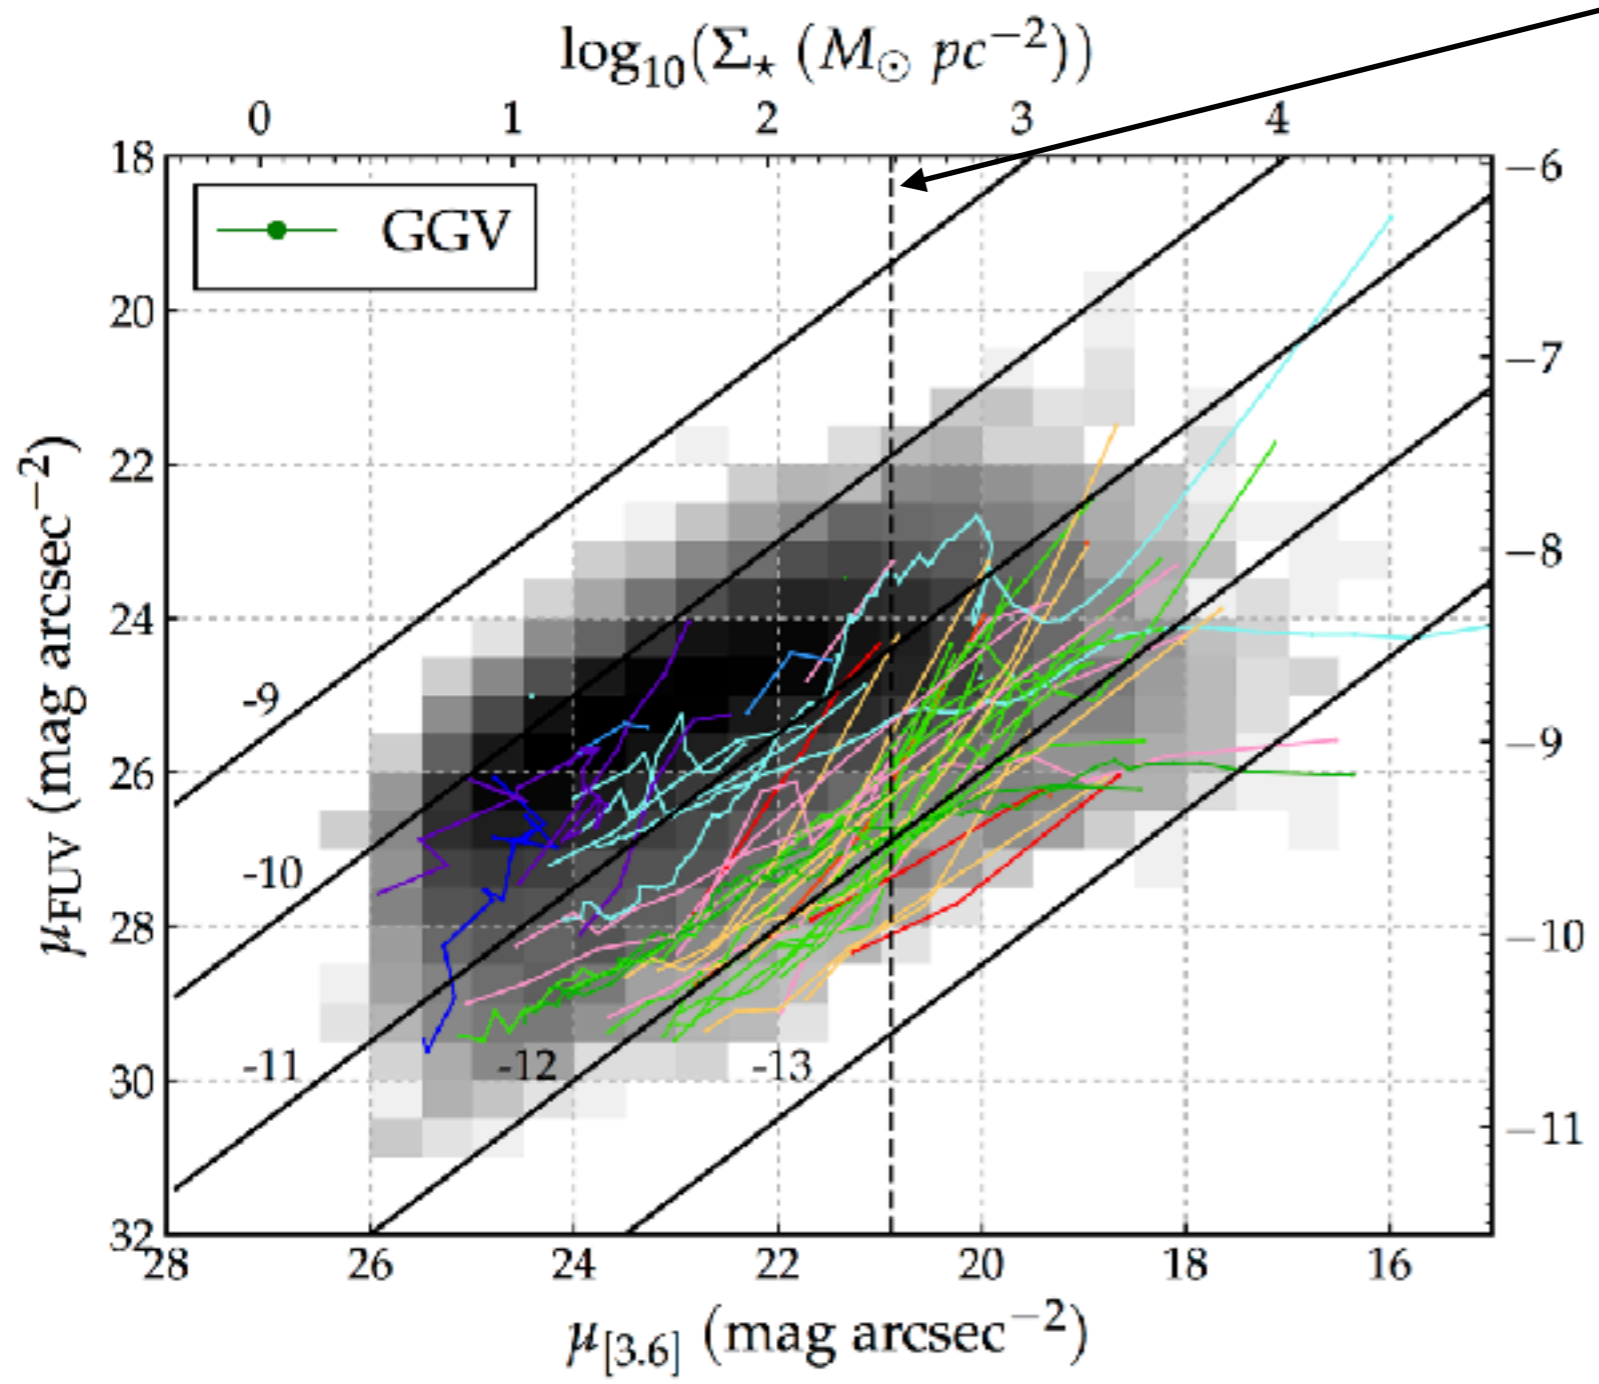 log₁₀(Σ⋆ (M⊙ pc⁻²))
0 1 2 3 4
18 20 22 24 26 28 30 32
μFUV (mag arcsec⁻²)
GGV
-9
-10
-11 -12 -13
−6 −7 −8 −9 −10 −11
28 26 24 22 20 18 16
μ[3.6] (mag arcsec⁻²)